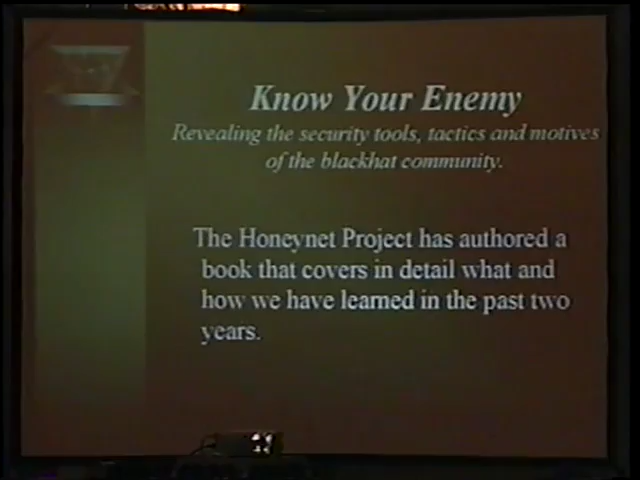 Know Your Enemy
Revealing the security tools, tactics and motives
of the blackhat community.
The Honeynet Project has authored a
book that covers in detail what and
how we have learned in the past two
years.